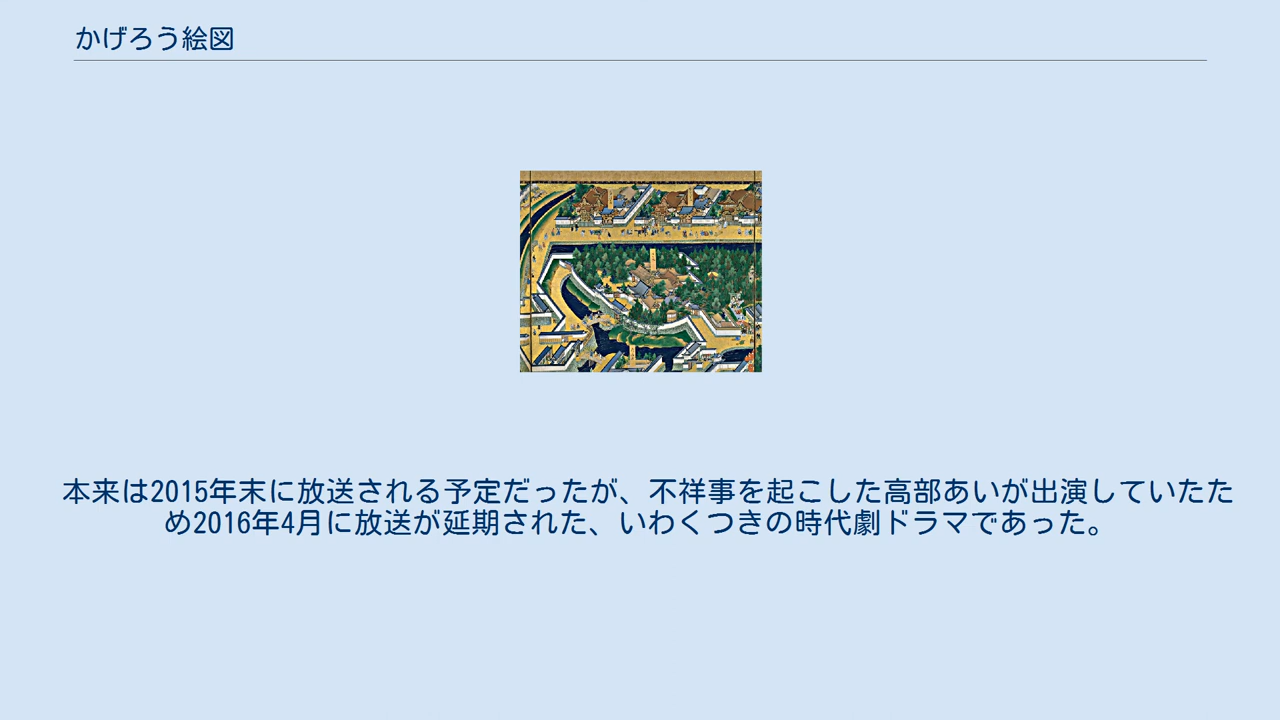 かげろう絵図
本来は2015年末に放送される予定だったが、不祥事を起こした高部あいが出演していたた
め2016年4月に放送が延期された、いわくつきの時代劇ドラマであった。